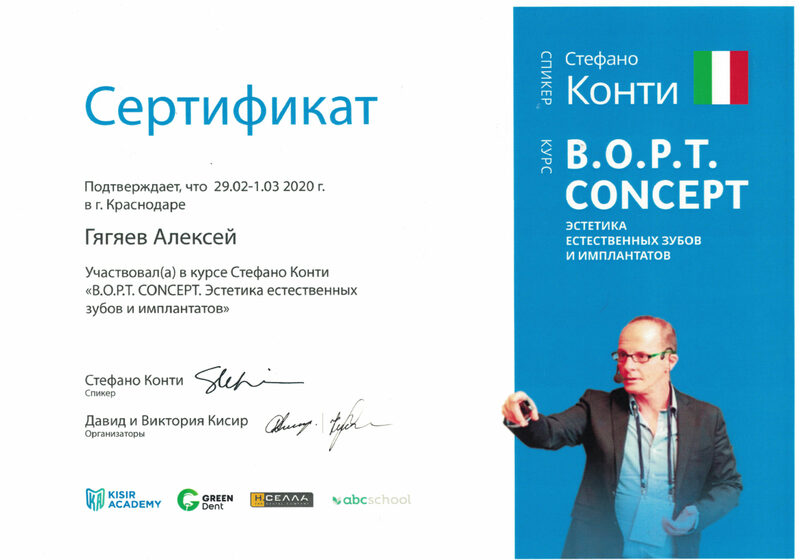 Сертификат
Подтверждает, что 29.02-1.03 2020 г.
в г. Краснодаре
Гягяев Алексей
Участвовал(а) в курсе Стефано Конти
«B.O.P.T. CONCEPT. Эстетика естественных
зубов и имплантатов»
Стефано Конти
Спикер
Давид и Виктория Кисир
Организаторы
KISIR
ACADEMY
GREEN
Dent
Н.СЕЛЛА
abcschool
СПИКЕР
Стефано
Конти
КУРС
B.O.P.T.
CONCEPT
ЭСТЕТИКА
ЕСТЕСТВЕННЫХ ЗУБОВ
И ИМПЛАНТАТОВ